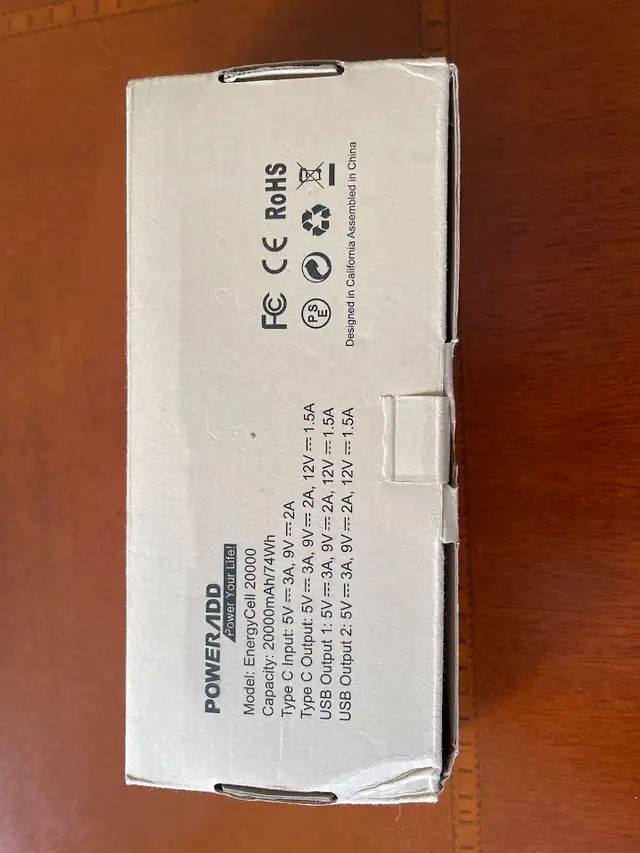 POWERADD
Power Your Life!
Model: EnergyCell 20000
Capacity: 20000mAh/74Wh
Type C Input: 5V⎓3A, 9V⎓2A
Type C Output: 5V⎓3A, 9V⎓2A, 12V⎓1.5A
USB Output 1: 5V⎓3A, 9V⎓2A, 12V⎓1.5A
USB Output 2: 5V⎓3A, 9V⎓2A, 12V⎓1.5A
FC CE RoHS
PSE
Designed in California Assembled in China